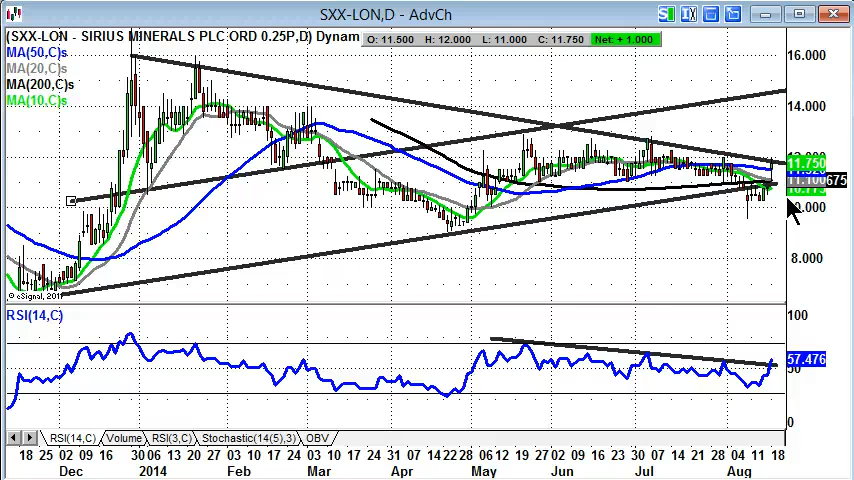 SXX-LON,D - AdvCh
(SXX-LON - SIRIUS MINERALS PLC ORD 0.25P,D) Dynam
O: 11.500 H: 12.000 L: 11.000 C: 11.750 Net: + 1.000
MA(50,C)s
MA(20,C)s
MA(200,C)s
MA(10,C)s
16.000
14.000
11.750
10.000
8.000
© eSignal, 2011
RSI(14,C)
100
57.476
50
0
RSI(14,C) Volume RSI(3,C) Stochastic(14(5),3) OBV
18 25 02 09 16 30 06 13 20 27 03 10 17 24 03 10 17 24 31 07 14 22 28 06 12 19 27 02 09 16 23 30 07 14 21 28 04 11 18
Dec 2014 Feb Mar Apr May Jun Jul Aug